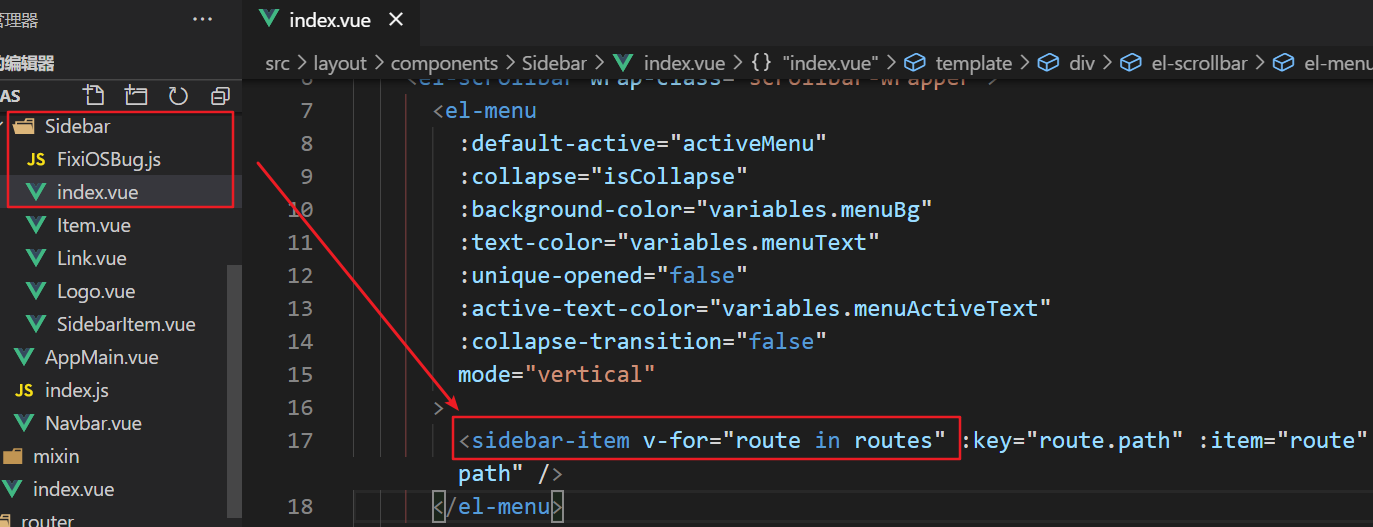 管理器 ···
index.vue ×
的编辑器
src > layout > components > Sidebar > index.vue > {} "index.vue" > template > div > el-scrollbar > el-menu
AS
Sidebar
JS FixiOSBug.js
index.vue
Item.vue
Link.vue
Logo.vue
SidebarItem.vue
AppMain.vue
JS index.js
Navbar.vue
mixin
index.vue
router
6 <el-scrollbar wrap-class="scrollbar-wrapper">
7 <el-menu
8 :default-active="activeMenu"
9 :collapse="isCollapse"
10 :background-color="variables.menuBg"
11 :text-color="variables.menuText"
12 :unique-opened="false"
13 :active-text-color="variables.menuActiveText"
14 :collapse-transition="false"
15 mode="vertical"
16 >
17 <sidebar-item v-for="route in routes" :key="route.path" :item="route"
path" />
18 </el-menu>